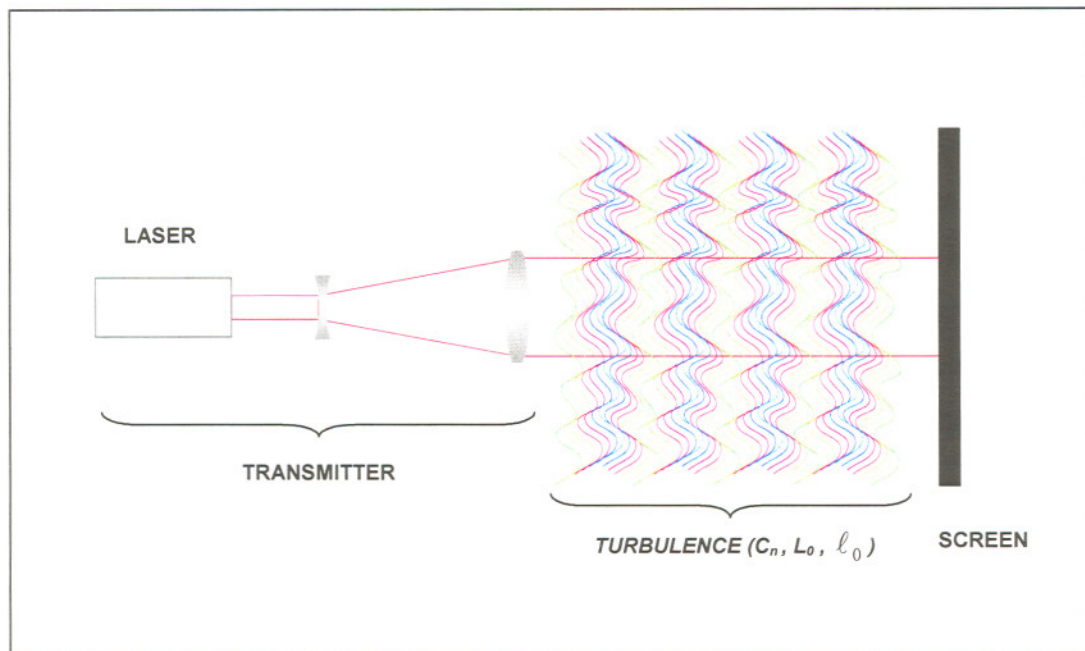 LASER
TRANSMITTER
TURBULENCE (Cn, L0, ℓ0)
SCREEN